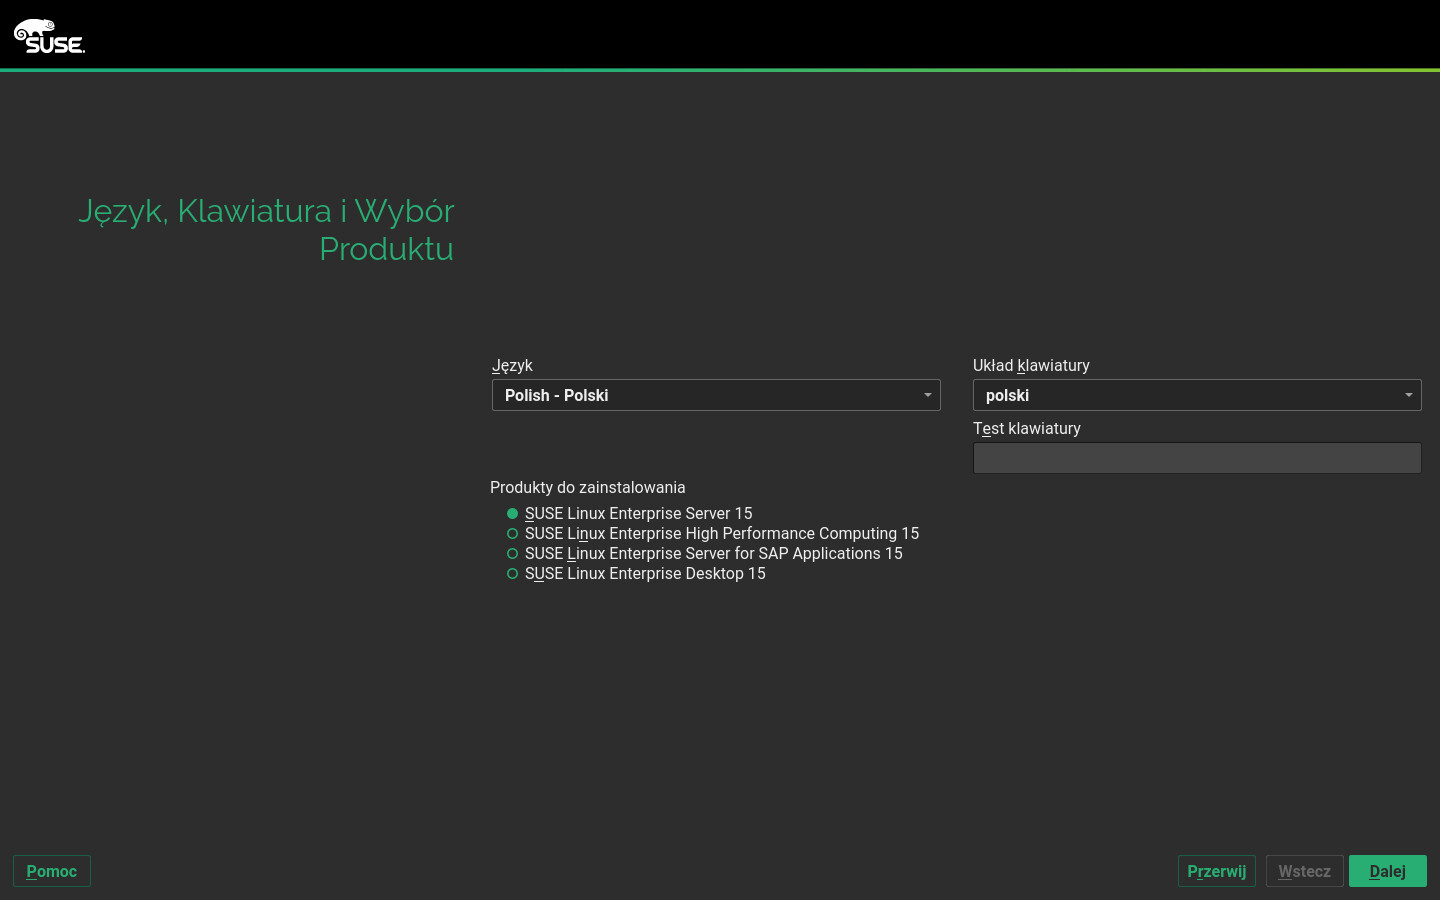 SUSE
Język, Klawiatura i Wybór
Produktu
Język
Układ klawiatury
Polish - Polski
polski
Test klawiatury
Produkty do zainstalowania
SUSE Linux Enterprise Server 15
SUSE Linux Enterprise High Performance Computing 15
SUSE Linux Enterprise Server for SAP Applications 15
SUSE Linux Enterprise Desktop 15
Pomoc
Przerwij
Wstecz
Dalej